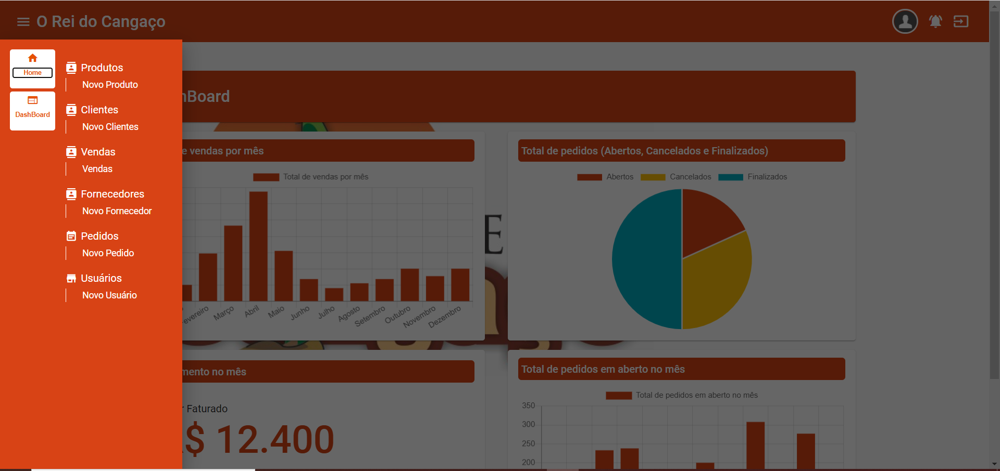 O Rei do Cangaço
Home
DashBoard
Produtos
Novo Produto
Clientes
Novo Clientes
Vendas
Vendas
Fornecedores
Novo Fornecedor
Pedidos
Novo Pedido
Usuários
Novo Usuário
hBoard
e vendas por mês
Total de vendas por mês
Fevereiro
Março
Abril
Maio
Junho
Julho
Agosto
Setembro
Outubro
Novembro
Dezembro
Total de pedidos (Abertos, Cancelados e Finalizados)
Abertos Cancelados Finalizados
E
mento no mês
r Faturado
$ 12.400
Total de pedidos em aberto no mês
Total de pedidos em aberto no mês
350
300
250
200